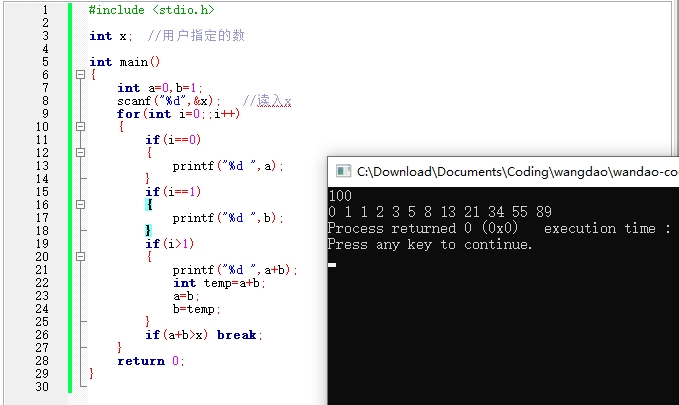 1 #include <stdio.h>
2
3 int x; //用户指定的数
4
5 int main()
6 {
7 int a=0,b=1;
8 scanf("%d",&x); //读入x
9 for(int i=0;;i++)
10 {
11 if(i==0)
12 {
13 printf("%d ",a);
14 }
15 if(i==1)
16 {
17 printf("%d ",b);
18 }
19 if(i>1)
20 {
21 printf("%d ",a+b);
22 int temp=a+b;
23 a=b;
24 b=temp;
25 }
26 if(a+b>x) break;
27 }
28 return 0;
29 }
30
C:\Download\Documents\Coding\wangdao\wandao-co
100
0 1 1 2 3 5 8 13 21 34 55 89
Process returned 0 (0x0) execution time :
Press any key to continue.